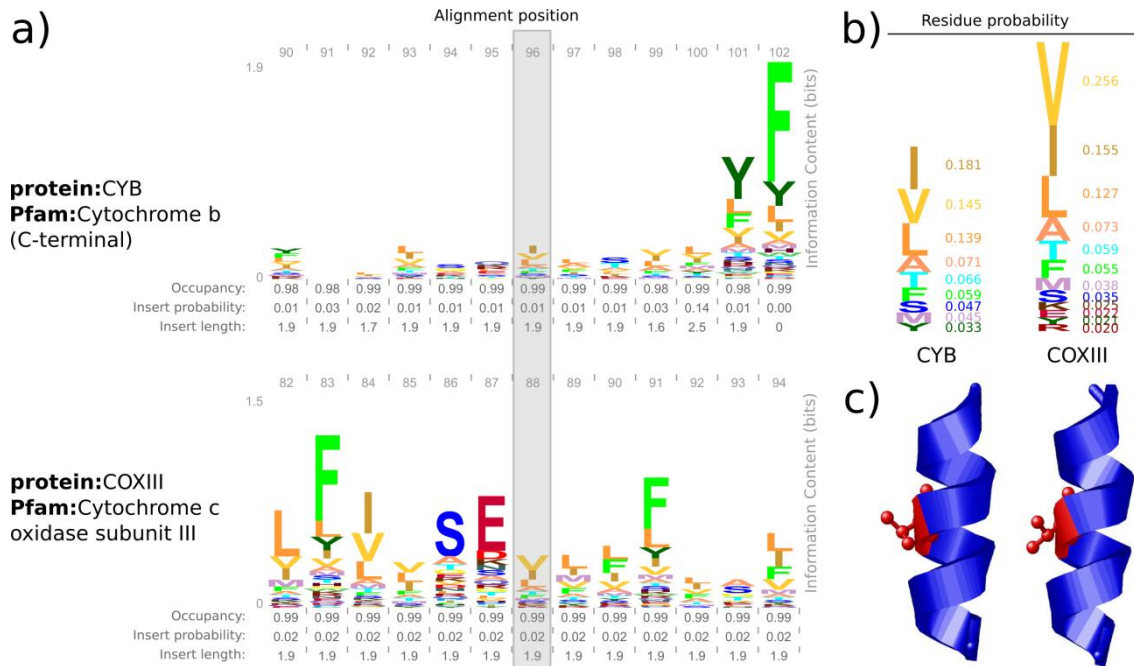 a)
Alignment position
90 91 92 93 94 95 96 97 98 99 100 101 102
1.9
0
Information Content (bits)
protein:CYB
Pfam:Cytochrome b
(C-terminal)
Occupancy: 0.98 0.98 0.99 0.99 0.99 0.99 0.99 0.99 0.99 0.98 0.99 0.98 0.99
Insert probability: 0.01 0.03 0.02 0.01 0.01 0.01 0.01 0.01 0.01 0.03 0.14 0.01 0.00
Insert length: 1.9 1.9 1.7 1.9 1.9 1.9 1.9 1.9 1.9 1.6 2.5 1.9 0
82 83 84 85 86 87 88 89 90 91 92 93 94
1.5
0
Information Content (bits)
protein:COXIII
Pfam:Cytochrome c
oxidase subunit III
Occupancy: 0.99 0.99 0.99 0.99 0.99 0.99 0.99 0.99 0.99 0.99 0.99 0.99 0.99
Insert probability: 0.02 0.02 0.02 0.02 0.02 0.02 0.02 0.02 0.02 0.02 0.02 0.02 0.02
Insert length: 1.9 1.9 1.9 1.9 1.9 1.9 1.9 1.9 1.9 1.9 1.9 1.9 1.9
b)
Residue probability
I 0.181
V 0.145
L 0.139
A 0.071
T 0.066
F 0.059
S 0.047
M 0.045
Y 0.033
CYB
V 0.256
I 0.155
L 0.127
A 0.073
T 0.059
F 0.055
M 0.038
S 0.035
K 0.025
E 0.022
Y 0.021
R 0.020
COXIII
c)